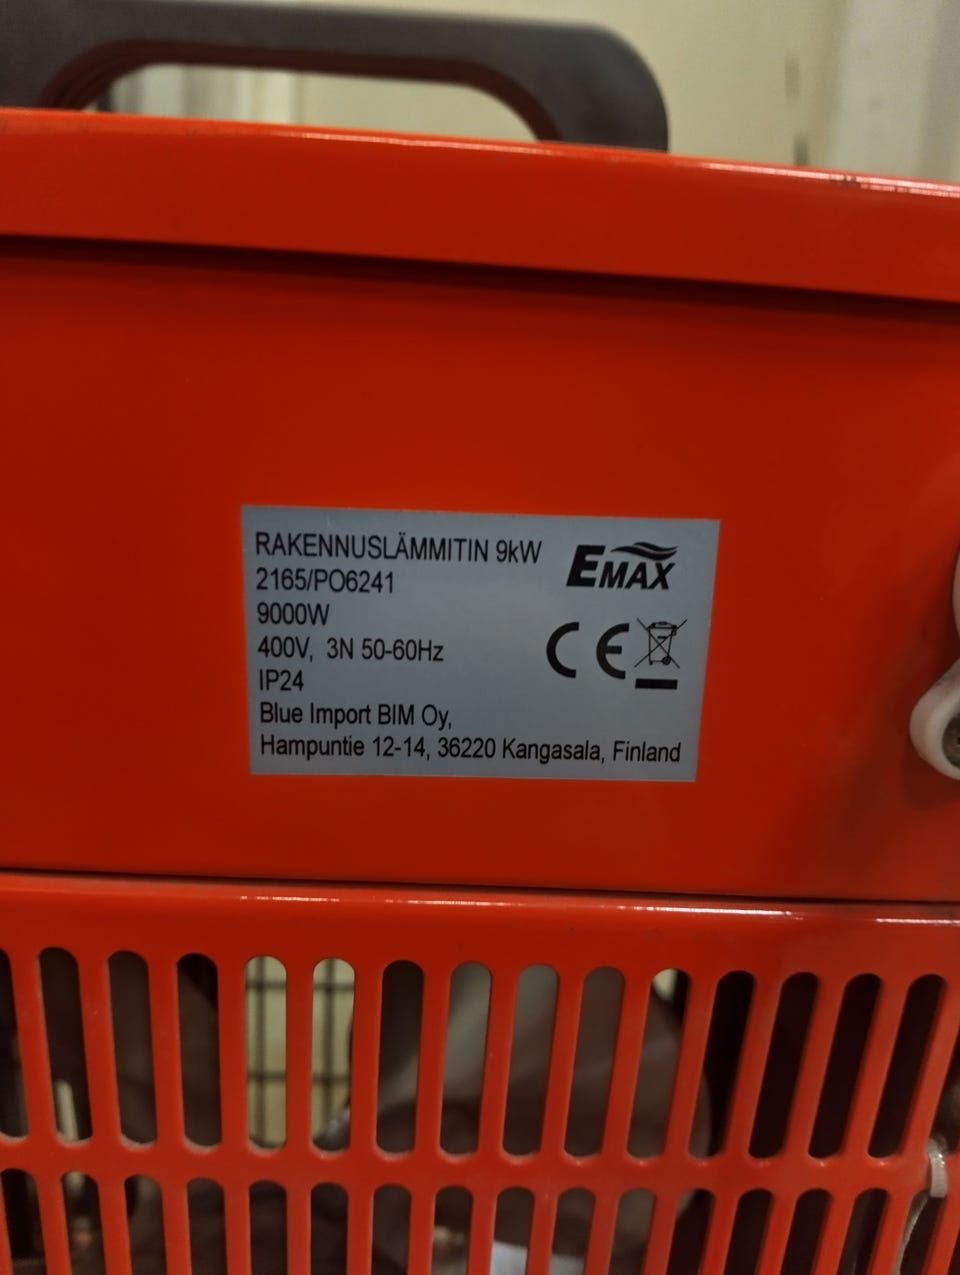 RAKENNUSLÄMMITIN 9kW
EMAX
2165/PO6241
9000W
400V, 3N 50-60Hz
CE
IP24
Blue Import BIM Oy,
Hampuntie 12-14, 36220 Kangasala, Finland